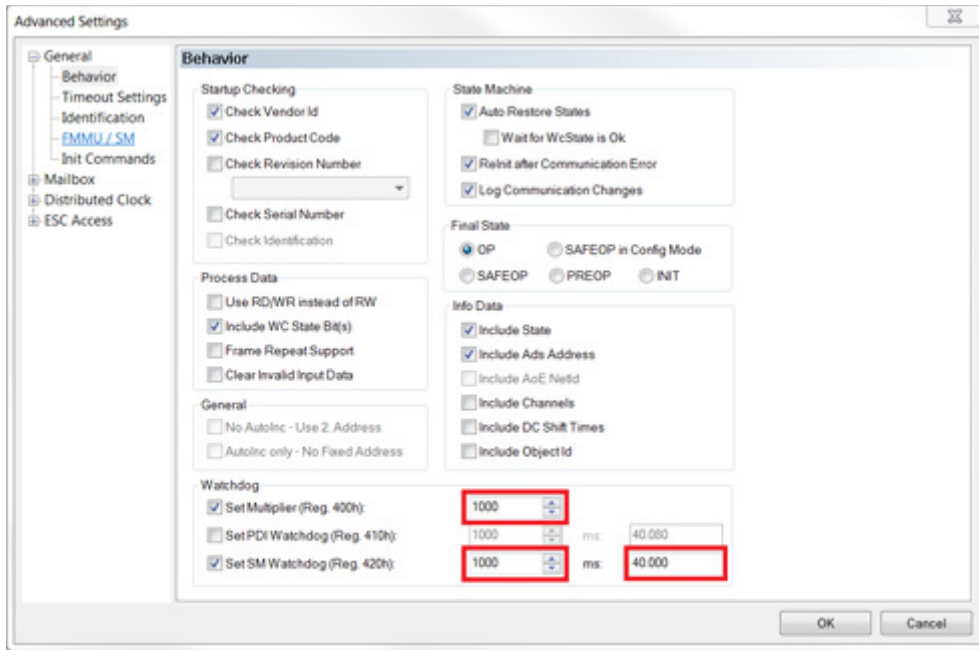 Advanced Settings
General
Behavior
Timeout Settings
Identification
FMMU / SM
Init Commands
Mailbox
Distributed Clock
ESC Access
Behavior
Startup Checking
Check Vendor Id
Check Product Code
Check Revision Number
Check Serial Number
Check Identification
Process Data
Use RD/WR instead of RW
Include WC State Bit(s)
Frame Repeat Support
Clear Invalid Input Data
General
No AutoInc - Use 2. Address
AutoInc only - No Fixed Address
State Machine
Auto Restore States
Wait for WcState is Ok
ReInit after Communication Error
Log Communication Changes
Final State
OP SAFEOP in Config Mode
SAFEOP PREOP INIT
Info Data
Include State
Include Ads Address
Include AoE NetId
Include Channels
Include DC Shift Times
Include Object Id
Watchdog
Set Multiplier (Reg. 400h): 1000
Set PDI Watchdog (Reg. 410h): 1000 ms: 40.080
Set SM Watchdog (Reg. 420h): 1000 ms: 40.000
OK Cancel